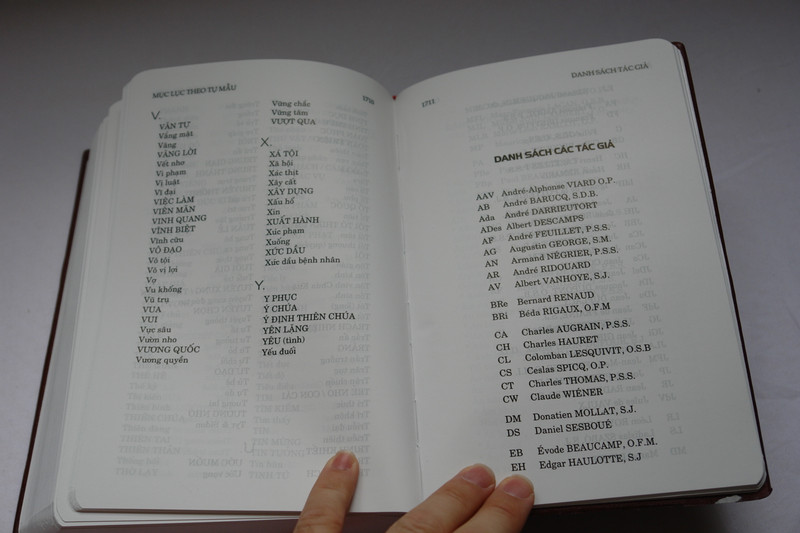 MỤC LỤC THEO TỰ MẪU
1710
V.
VĂN TỰ
Vắng mặt
Vàng
VÂNG LỜI
Vết nhơ
Vi phạm
Vị luật
Vĩ đại
VIỆC LÀM
VIÊN MÃN
VINH QUANG
VĨNH BIỆT
Vĩnh cửu
VÔ ĐẠO
Vô tội
Vô vị lợi
Vợ
Vu khống
Vũ trụ
VUA
VUI
Vực sâu
Vườn nho
VƯƠNG QUỐC
Vương quyền
Vững chắc
Vững tâm
VƯỢT QUA
X.
XÁ TỘI
Xã hội
Xác thịt
Xây cất
XÂY DỰNG
Xấu hổ
Xin
XUẤT HÀNH
Xúc phạm
Xuống
XỨC DẦU
Xức dầu bệnh nhân
Y.
Y PHỤC
Ý CHÚA
Ý ĐỊNH THIÊN CHÚA
YÊN LẶNG
YÊU (tình)
Yếu đuối
1711
DANH SÁCH TÁC GIẢ
DANH SÁCH CÁC TÁC GIẢ
AAV André-Alphonse VIARD O.P.
AB André BARUCQ, S.D.B.
Ada André DARRIEUTORT
ADes Albert DESCAMPS
AF André FEUILLET, P.S.S.
AG Augustin GEORGE, S.M.
AN Armand NÉGRIER, P.S.S.
AR André RIDOUARD
AV Albert VANHOYE, S.J.
BRe Bernard RENAUD
BRi Béda RIGAUX, O.F.M
CA Charles AUGRAIN, P.S.S.
CH Charles HAURET
CL Colomban LESQUIVIT, O.S.B
CS Ceslas SPICQ, O.P.
CT Charles THOMAS, P.S.S.
CW Claude WIÉNER
DM Donatien MOLLAT, S.J.
DS Daniel SESBOUÉ
EB Évode BEAUCAMP, O.F.M.
EH Edgar HAULOTTE, S.J